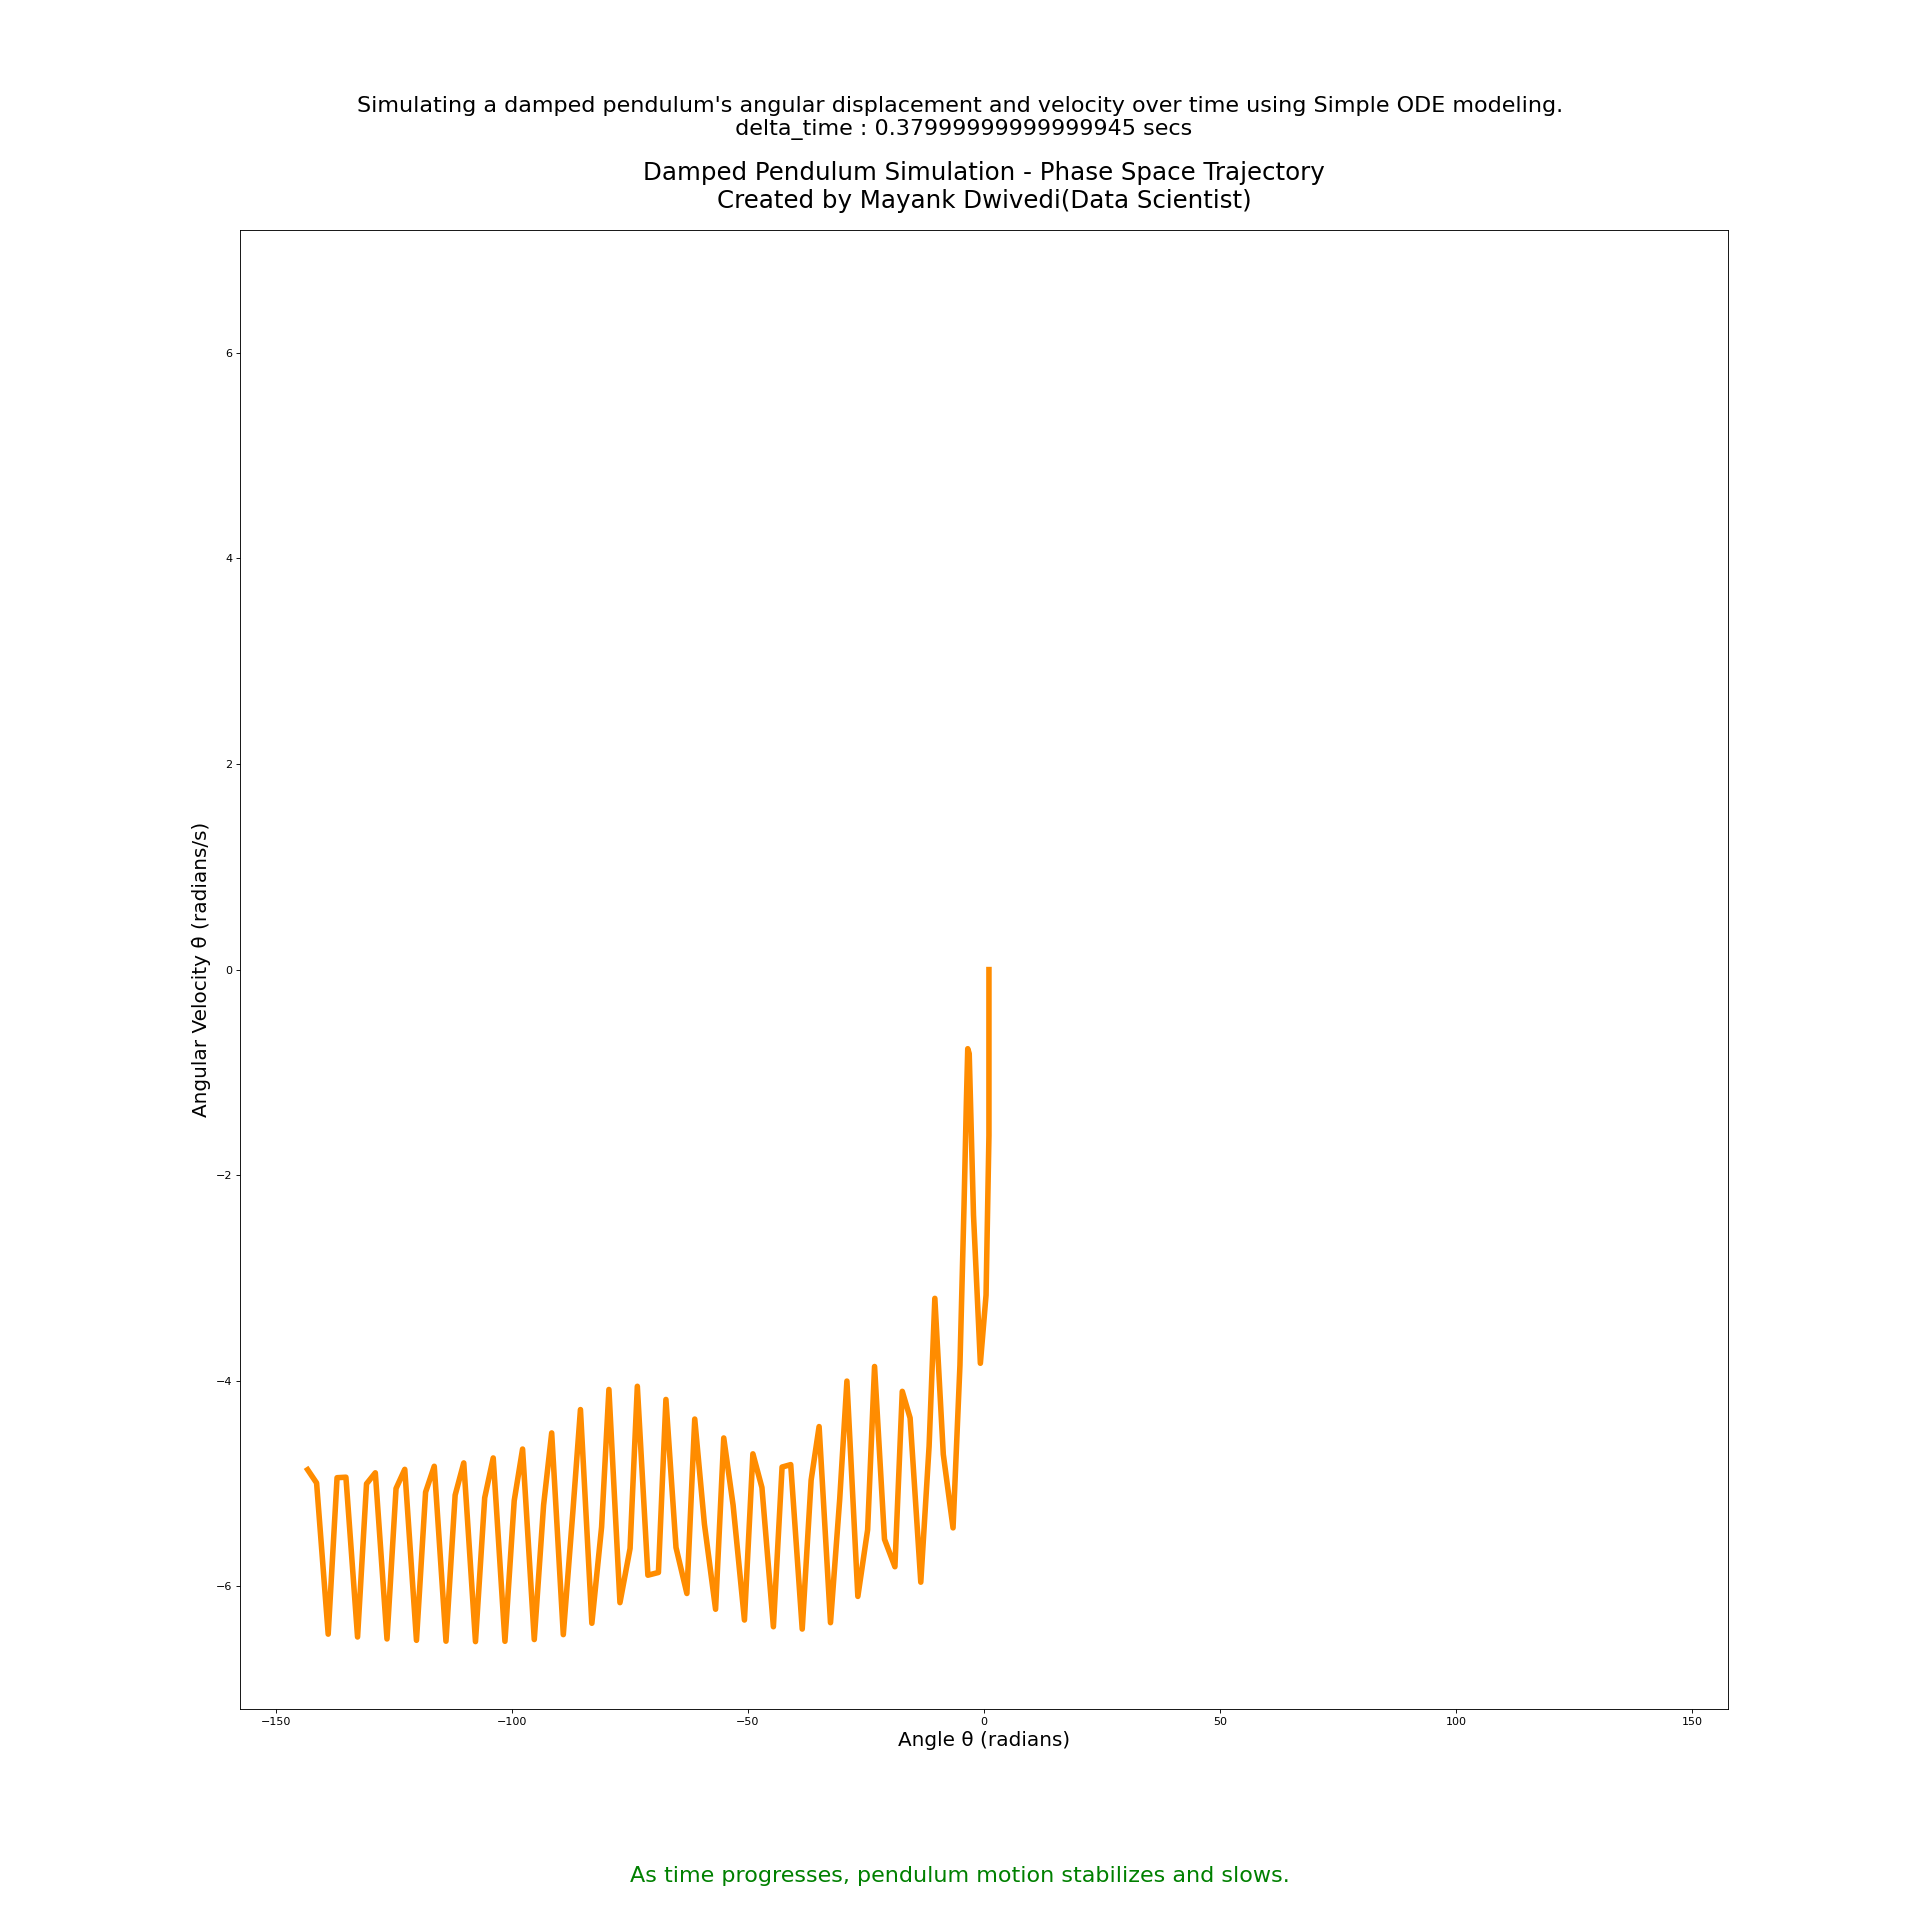 Simulating a damped pendulum's angular displacement and velocity over time using Simple ODE modeling.
delta_time : 0.37999999999999945 secs
Damped Pendulum Simulation - Phase Space Trajectory
Created by Mayank Dwivedi(Data Scientist)
Angular Velocity θ̇ (radians/s)
6
4
2
0
−2
−4
−6
−150
−100
−50
0
50
100
150
Angle θ (radians)
As time progresses, pendulum motion stabilizes and slows.